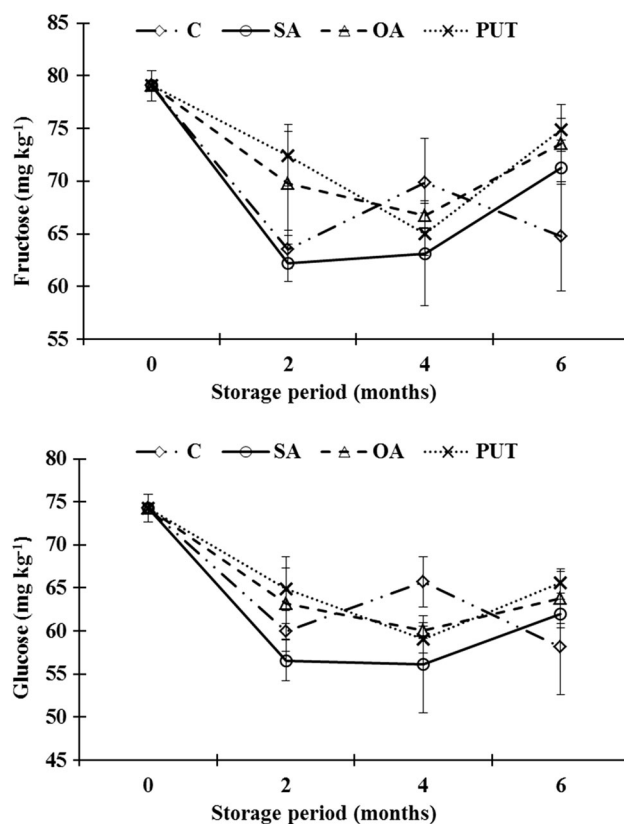 C SA OA PUT
85
80
75
70
65
60
55
Fructose (mg kg⁻¹)
0 2 4 6
Storage period (months)
C SA OA PUT
80
75
70
65
60
55
50
45
Glucose (mg kg⁻¹)
0 2 4 6
Storage period (months)